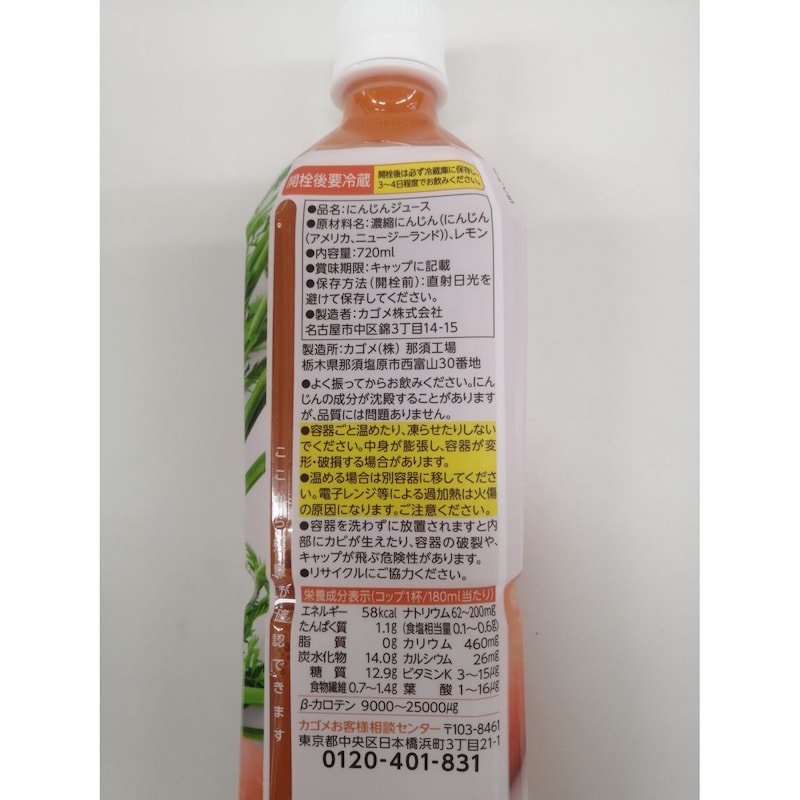 開栓後要冷蔵
開栓後は必ず冷蔵庫に保存し、
3〜4日程度でお飲みください。
●品名:にんじんジュース
●原材料名:濃縮にんじん(にんじん
(アメリカ、ニュージーランド))、レモン
●内容量:720ml
●賞味期限:キャップに記載
●保存方法(開栓前):直射日光を
避けて保存してください。
●製造者:カゴメ株式会社
名古屋市中区錦3丁目14-15
製造所:カゴメ(株) 那須工場
栃木県那須塩原市西富山30番地
●よく振ってからお飲みください。にん
じんの成分が沈殿することがあります
が、品質には問題ありません。
●容器ごと温めたり、凍らせたりしない
でください。中身が膨張し、容器が変
形・破損する場合があります。
●温める場合は別容器に移してくださ
い。電子レンジ等による過加熱は火傷
の原因になります。ご注意ください。
●容器を洗わずに放置されますと内
部にカビが生えたり、容器の破裂や、
キャップが飛ぶ危険性があります。
●リサイクルにご協力ください。
栄養成分表示(コップ1杯/180ml当たり)
エネルギー 58kcal ナトリウム 62〜200mg
たんぱく質 1.1g (食塩相当量 0.1〜0.6g)
脂質 0g カリウム 460mg
炭水化物 14.0g カルシウム 26mg
糖質 12.9g ビタミンK 3〜15μg
食物繊維 0.7〜1.4g 葉酸 1〜16μg
β-カロテン 9000〜25000μg
カゴメお客様相談センター 〒103-8461
東京都中央区日本橋浜町3丁目21-1
0120-401-831
ここから中身が確認できます